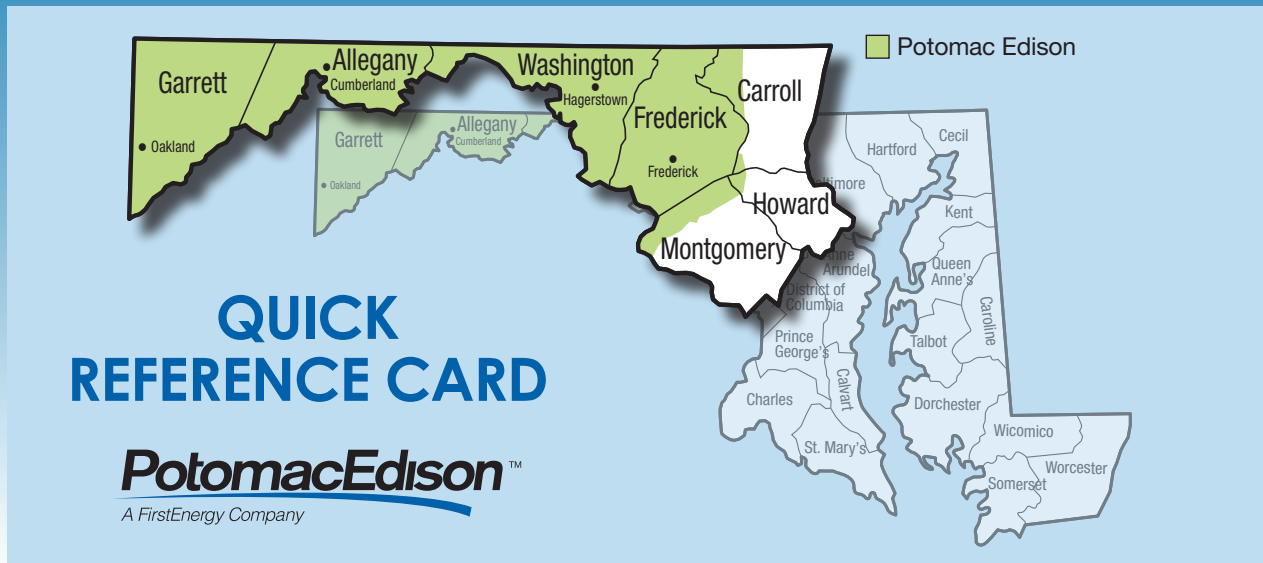 Potomac Edison
Garrett
Allegany
Cumberland
Washington
Hagerstown
Carroll
Frederick
Frederick
Oakland
Howard
Montgomery
Garrett
Allegany
Cumberland
Oakland
Hartford
Cecil
Kent
Anne
Arundel
Queen
Anne's
District of
Columbia
Caroline
Prince
George's
Talbot
Calvart
Charles
Dorchester
St. Mary's
Wicomico
Worcester
Somerset
QUICK
REFERENCE CARD
PotomacEdison™
A FirstEnergy Company